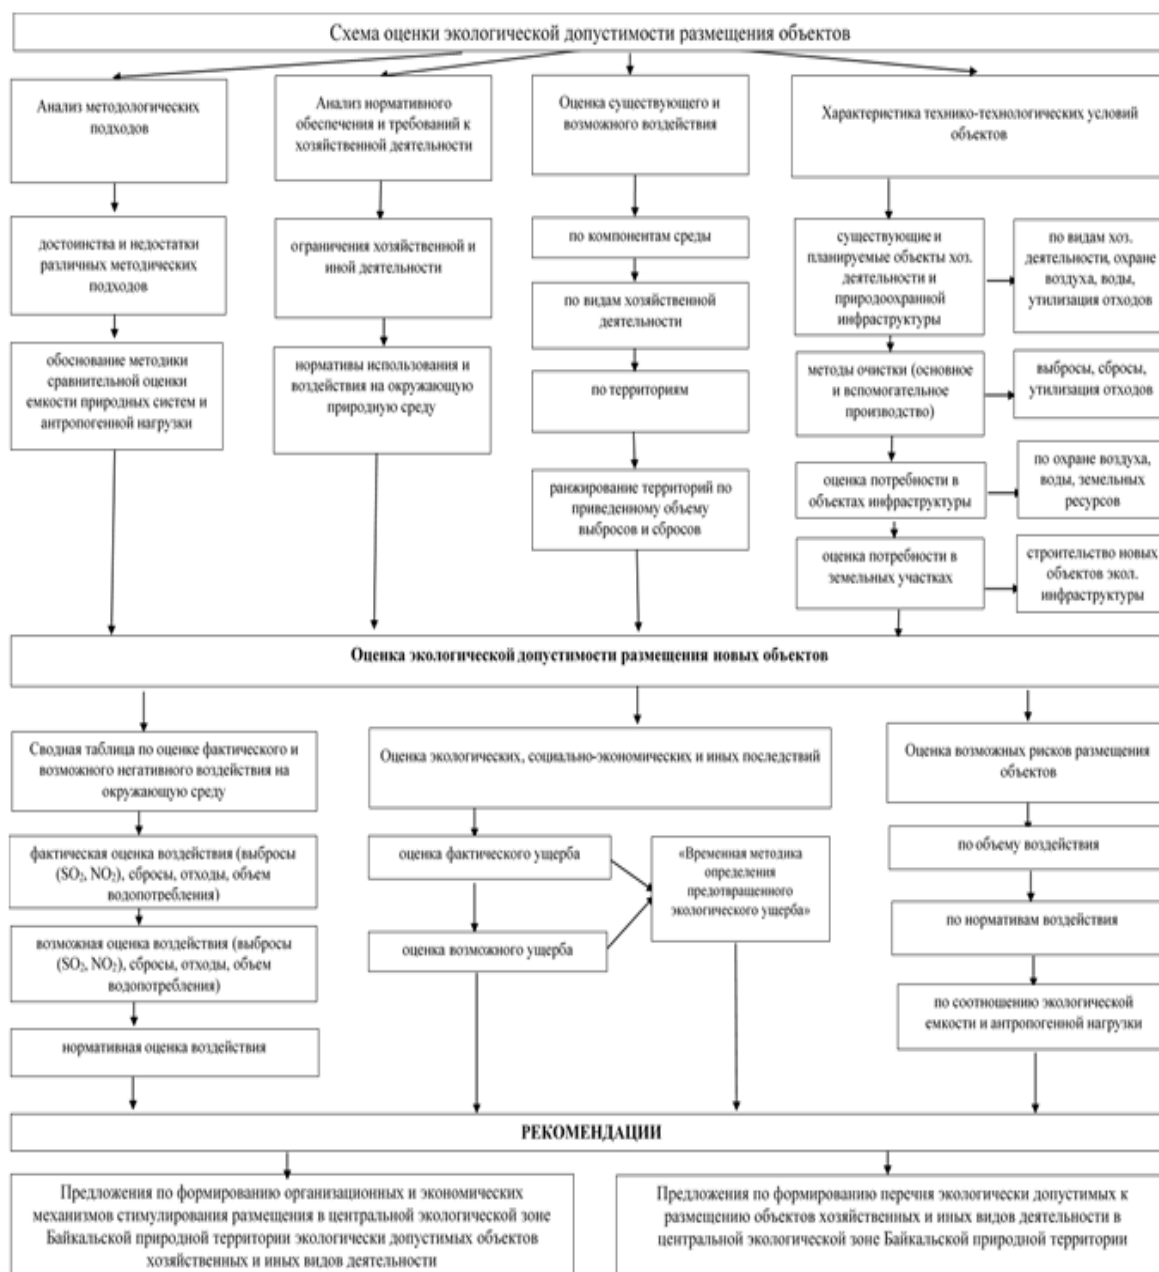 Схема оценки экологической допустимости размещения объектов
Анализ методологических
подходов
Анализ нормативного
обеспечения и требований к
хозяйственной деятельности
Оценка существующего и
возможного воздействия
Характеристика технико-технологических условий
объектов
достоинства и недостатки
различных методических
подходов
ограничения хозяйственной и
иной деятельности
по компонентам среды
существующие и
планируемые объекты хоз.
деятельности и
природоохранной
инфраструктуры
по видам хоз.
деятельности, охране
воздуха, воды,
утилизация отходов
по видам хозяйственной
деятельности
обоснование методики
сравнительной оценки
емкости природных систем и
антропогенной нагрузки
нормативы использования и
воздействия на окружающую
природную среду
по территориям
методы очистки (основное
и вспомогательное
производство)
выбросы, сбросы,
утилизация отходов
ранжирование территорий по
приведенному объему
выбросов и сбросов
оценка потребности в
объектах инфраструктуры
по охране воздуха,
воды, земельных
ресурсов
оценка потребности в
земельных участках
строительство новых
объектов экол.
инфраструктуры
Оценка экологической допустимости размещения новых объектов
Сводная таблица по оценке фактического и
возможного негативного воздействия на
окружающую среду
Оценка экологических, социально-экономических и иных последствий
Оценка возможных рисков размещения
объектов
фактическая оценка воздействия (выбросы
(SO₂, NO₂), сбросы, отходы, объем
водопотребления)
оценка фактического ущерба
«Временная методика
определения
предотвращенного
экологического ущерба»
по объему воздействия
возможная оценка воздействия (выбросы
(SO₂, NO₂), сбросы, отходы, объем
водопотребления)
оценка возможного ущерба
по нормативам воздействия
нормативная оценка воздействия
по соотношению экологической
емкости и антропогенной нагрузки
РЕКОМЕНДАЦИИ
Предложения по формированию организационных и экономических
механизмов стимулирования размещения в центральной экологической зоне
Байкальской природной территории экологически допустимых объектов
хозяйственных и иных видов деятельности
Предложения по формированию перечня экологически допустимых к
размещению объектов хозяйственных и иных видов деятельности в
центральной экологической зоне Байкальской природной территории